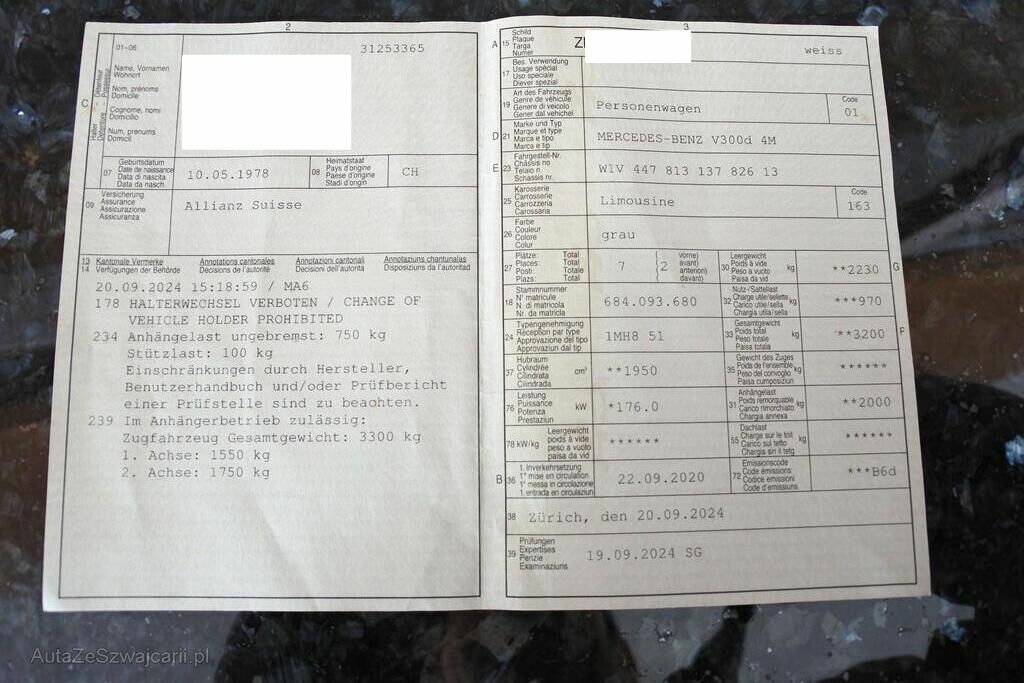 2
01-06
31253365
C
Halter Détenteur
Detentore Possessur
Name, Vornamen
Wohnort
Nom, prénoms
Domicile
Cognome, nomi
Domicilio
Num, prenums
Domicil
07
Geburtsdatum
Date de naissance
Data di nascita
Data da nasch.
10.05.1978
08
Heimatstaat
Pays d'origine
Paese d'origine
Stadi d'origin
CH
09
Versicherung
Assurance
Assicurazione
Assicuranza
Allianz Suisse
13 Kantonale Vermerke Annotations cantonales Annotazioni cantonali Annotaziuns chantunalas
14 Verfügungen der Behörde Décisions de l'autorité Decisioni dell'autorità Disposiziuns da l'autoritad
20.09.2024 15:18:59 / MA6
178 HALTERWECHSEL VERBOTEN / CHANGE OF
VEHICLE HOLDER PROHIBITED
234 Anhängelast ungebremst: 750 kg
Stützlast: 100 kg
Einschränkungen durch Hersteller,
Benutzerhandbuch und/oder Prüfbericht
einer Prüfstelle sind zu beachten.
239 Im Anhängerbetrieb zulässig:
Zugfahrzeug Gesamtgewicht: 3300 kg
1. Achse: 1550 kg
2. Achse: 1750 kg
3
A 15
Schild
Plaque
Targa
Numer
weiss
17
Bes. Verwendung
Usage spécial
Uso speciale
Diever spezial
19
Art des Fahrzeugs
Genre de véhicule
Genere di veicolo
Gener dal vehichel
Personenwagen
Code
01
D 21
Marke und Typ
Marque et type
Marca e tipo
Marca e tip
MERCEDES-BENZ V300d 4M
E 23
Fahrgestell-Nr.
Châssis no
Telaio n.
Schassis nr.
W1V 447 813 137 826 13
25
Karosserie
Carrosserie
Carrozzeria
Carossaria
Limousine
Code
163
26
Farbe
Couleur
Colore
Colur
grau
27
Plätze: Total
Places: Total
Posti: Totale
Plazs: Total
7
(2
vorne)
avant)
anteriori)
davant)
30
Leergewicht
Poids à vide
Peso a vuoto
Paisa da vid
kg
**2230
G
18
Stammnummer
N° matricule
N. di matricola
Nr. da matricla
684.093.680
32
Nutz-/Sattellast
Charge utile/sellette
Carico utile/sella
Chargia utila/sella
kg
***970
24
Typengenehmigung
Réception par type
Approvazione del tipo
Approvaziun dal tip
1MH8 51
33
Gesamtgewicht
Poids total
Peso totale
Paisa totala
kg
**3200
F
37
Hubraum
Cylindrée
Cilindrata
Cilindrada
cm³
**1950
35
Gewicht des Zuges
Poids de l'ensemble
Peso del convoglio
Paisa cumposiziun
kg
******
76
Leistung
Puissance
Potenza
Prestaziun
kW
*176.0
31
Anhängelast
Poids remorquable
Carico rimorchiato
Chargia annexa
kg
**2000
78 kW/kg
Leergewicht
poids à vide
peso a vuoto
paisa da vid
******
55
Dachlast
Charge sur le toit
Carico sul tetto
Chargia sin il tetg
kg
******
B 36
1. Inverkehrsetzung
1re mise en circulation
1a messa in circolazione
1. entrada en circulaziun
22.09.2020
72
Emissionscode
Code émissions
Codice emissioni
Code d'emissiuns
***B6d
38
Zürich, den 20.09.2024
39
Prüfungen
Expertises
Perizie
Examinaziuns
19.09.2024 SG
AutaZeSzwajcarii.pl